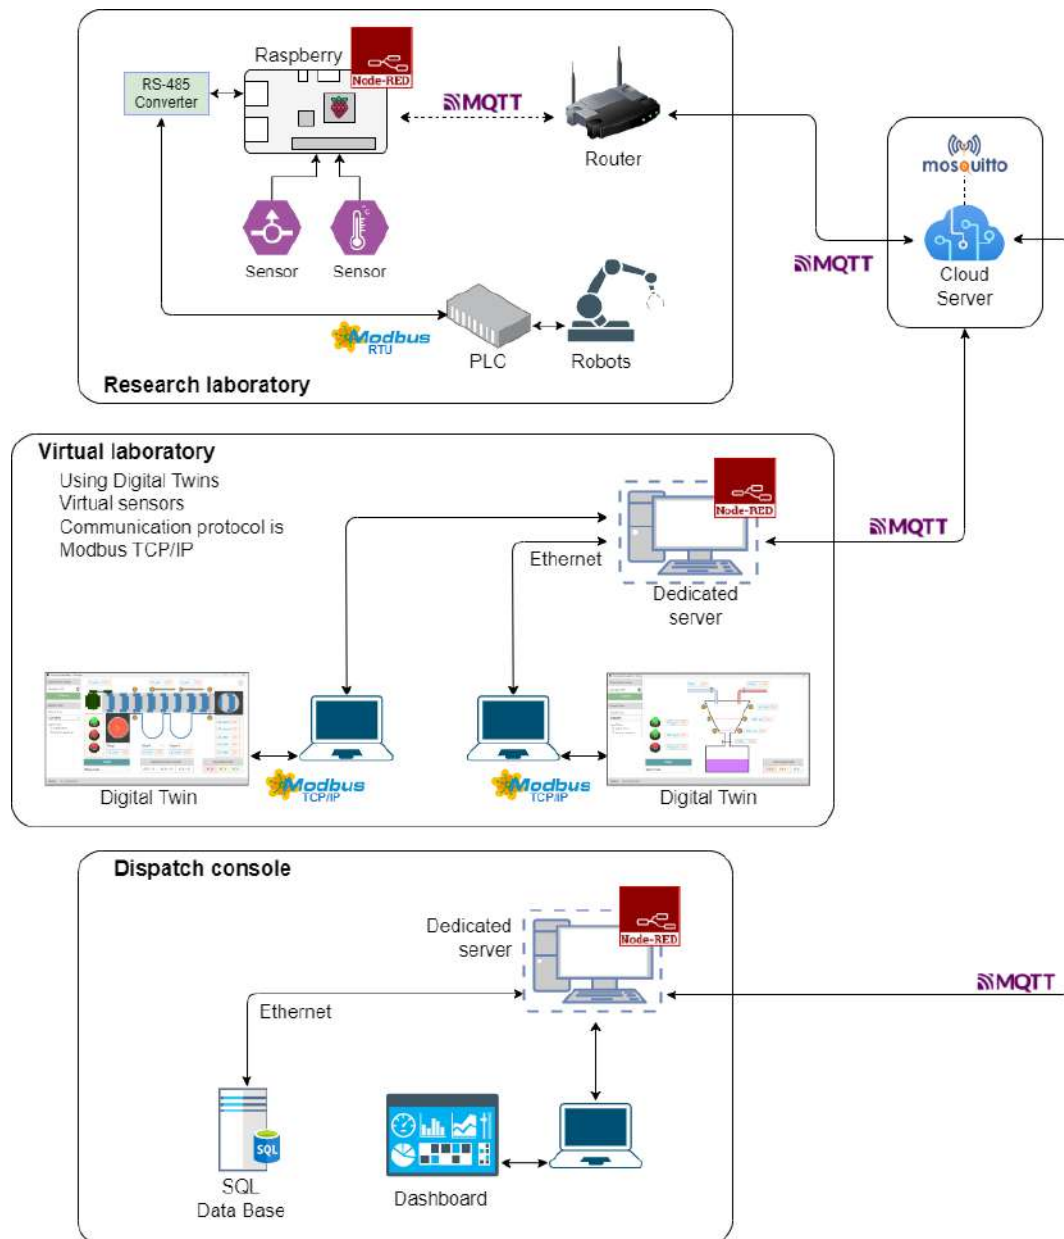 Raspberry
Node-RED
RS-485
Converter
MQTT
Router
mosquitto
Sensor
Sensor
MQTT
Cloud
Server
Modbus
RTU
PLC
Robots
Research laboratory
Virtual laboratory
Using Digital Twins
Virtual sensors
Communication protocol is
Modbus TCP/IP
Node-RED
MQTT
Ethernet
Dedicated
server
Digital Twin
Modbus
TCP/IP
Modbus
TCP/IP
Digital Twin
Dispatch console
Dedicated
server
Node-RED
MQTT
Ethernet
SQL
SQL
Data Base
Dashboard